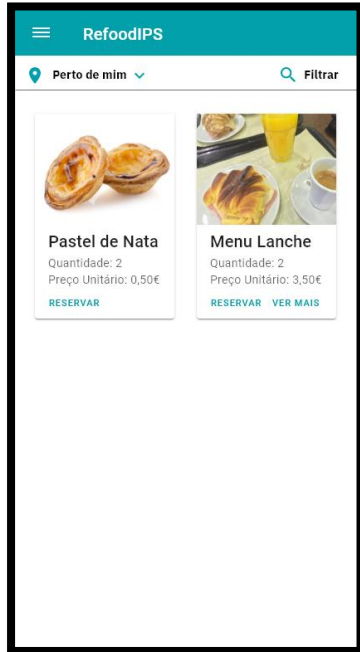 RefoodIPS
Perto de mim
Filtrar
Pastel de Nata
Quantidade: 2
Preço Unitário: 0,50€
RESERVAR
Menu Lanche
Quantidade: 2
Preço Unitário: 3,50€
RESERVAR VER MAIS